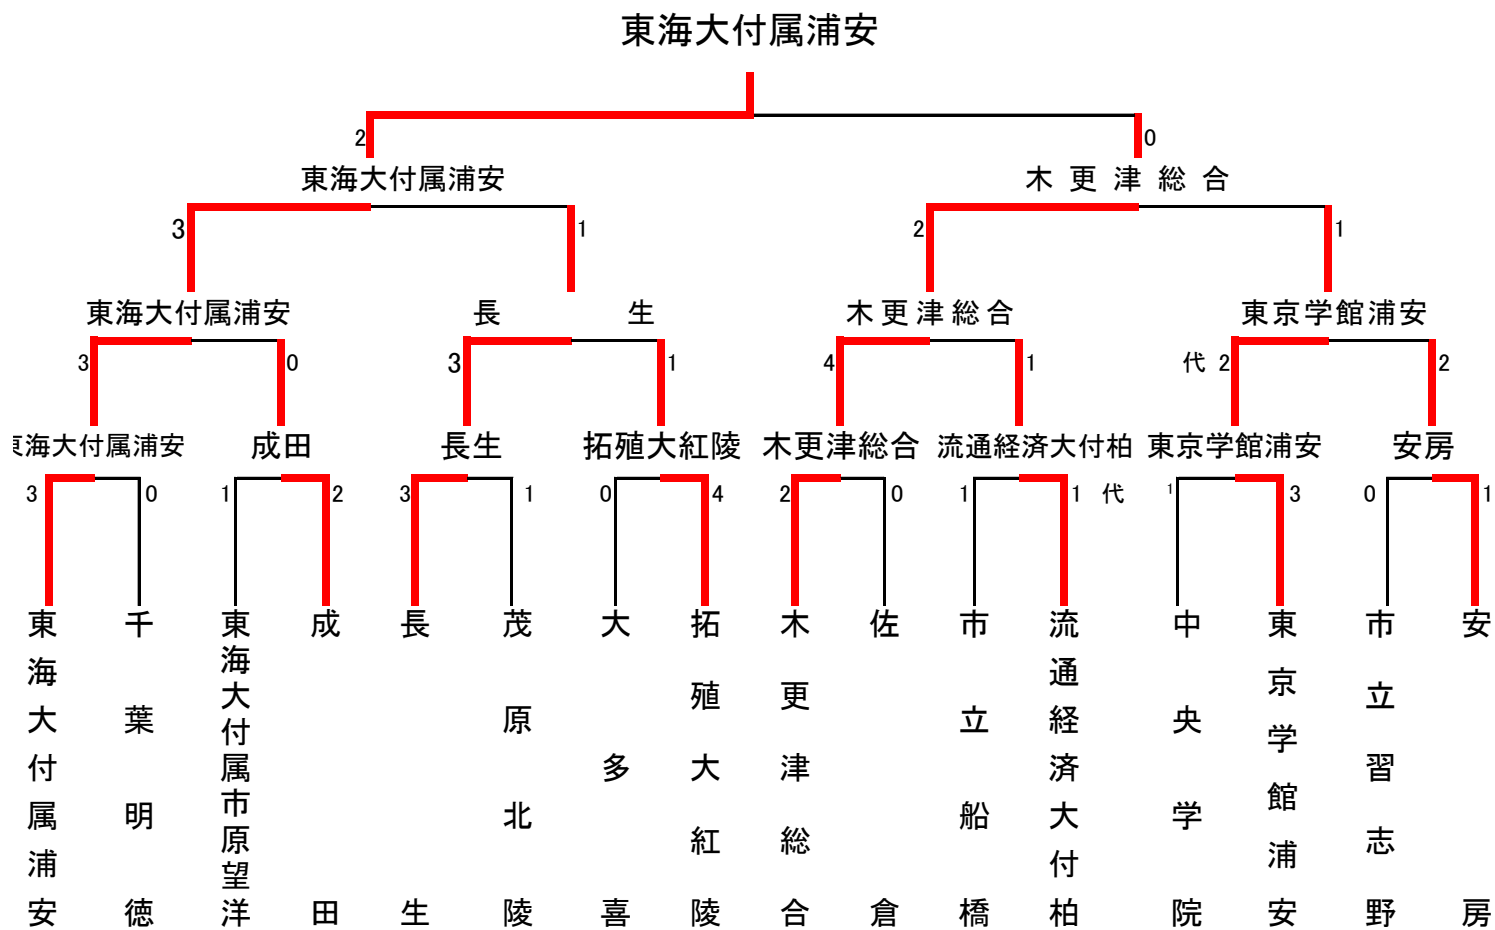 東海大付属浦安
2 0
東海大付属浦安 木更津総合
3 1 2 1
東海大付属浦安 長生 木更津総合 東京学館浦安
3 0 3 1 4 1 代 2 2
東海大付属浦安 成田 長生 拓殖大紅陵 木更津総合 流通経済大付柏 東京学館浦安 安房
3 0 1 2 3 1 0 4 2 0 1 1 代 1 3 0 1
東海大付属浦安
千葉明徳
東海大付属市原望洋
成田
長生
茂原北陵
大多喜
拓殖大紅陵
木更津総合
佐倉
市立船橋
流通経済大付柏
中央学院
東京学館浦安
市立習志野
安房